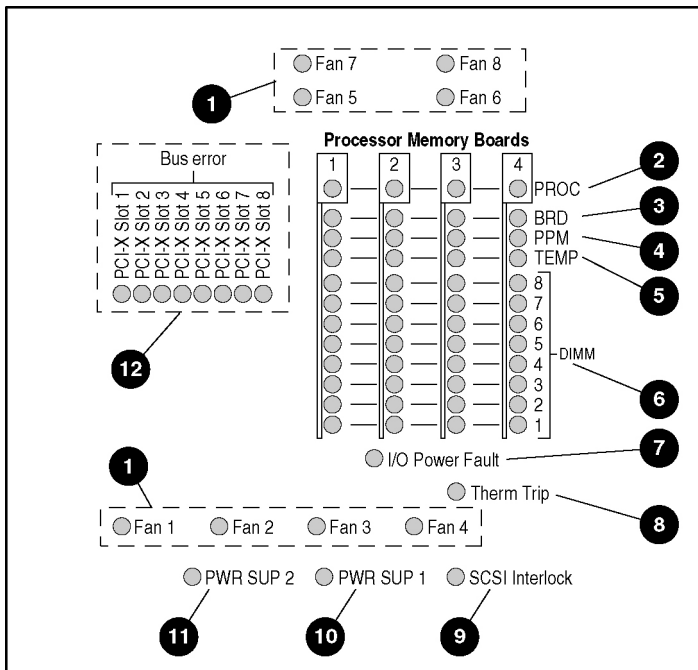 Fan 7 Fan 8
1
Fan 5 Fan 6
Processor Memory Boards
Bus error
1 2 3 4
2
PROC
PCI-X Slot 1
PCI-X Slot 2
PCI-X Slot 3
PCI-X Slot 4
PCI-X Slot 5
PCI-X Slot 6
PCI-X Slot 7
PCI-X Slot 8
BRD
3
PPM
4
TEMP
5
8
7
6
5
DIMM
4
3
2
1
12
6
I/O Power Fault
7
1
Therm Trip
8
Fan 1 Fan 2 Fan 3 Fan 4
PWR SUP 2 PWR SUP 1 SCSI Interlock
11 10 9